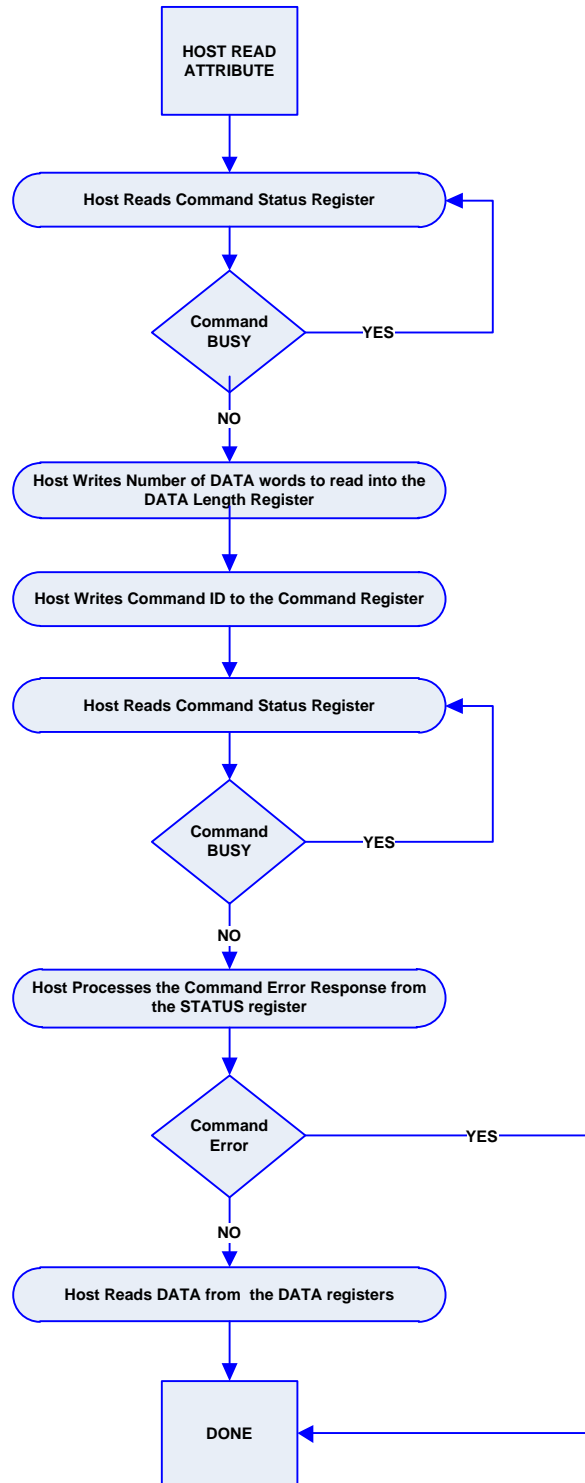 HOST READ
ATTRIBUTE
Host Reads Command Status Register
Command
BUSY
YES
NO
Host Writes Number of DATA words to read into the
DATA Length Register
Host Writes Command ID to the Command Register
Host Reads Command Status Register
Command
BUSY
YES
NO
Host Processes the Command Error Response from
the STATUS register
Command
Error
YES
NO
Host Reads DATA from the DATA registers
DONE